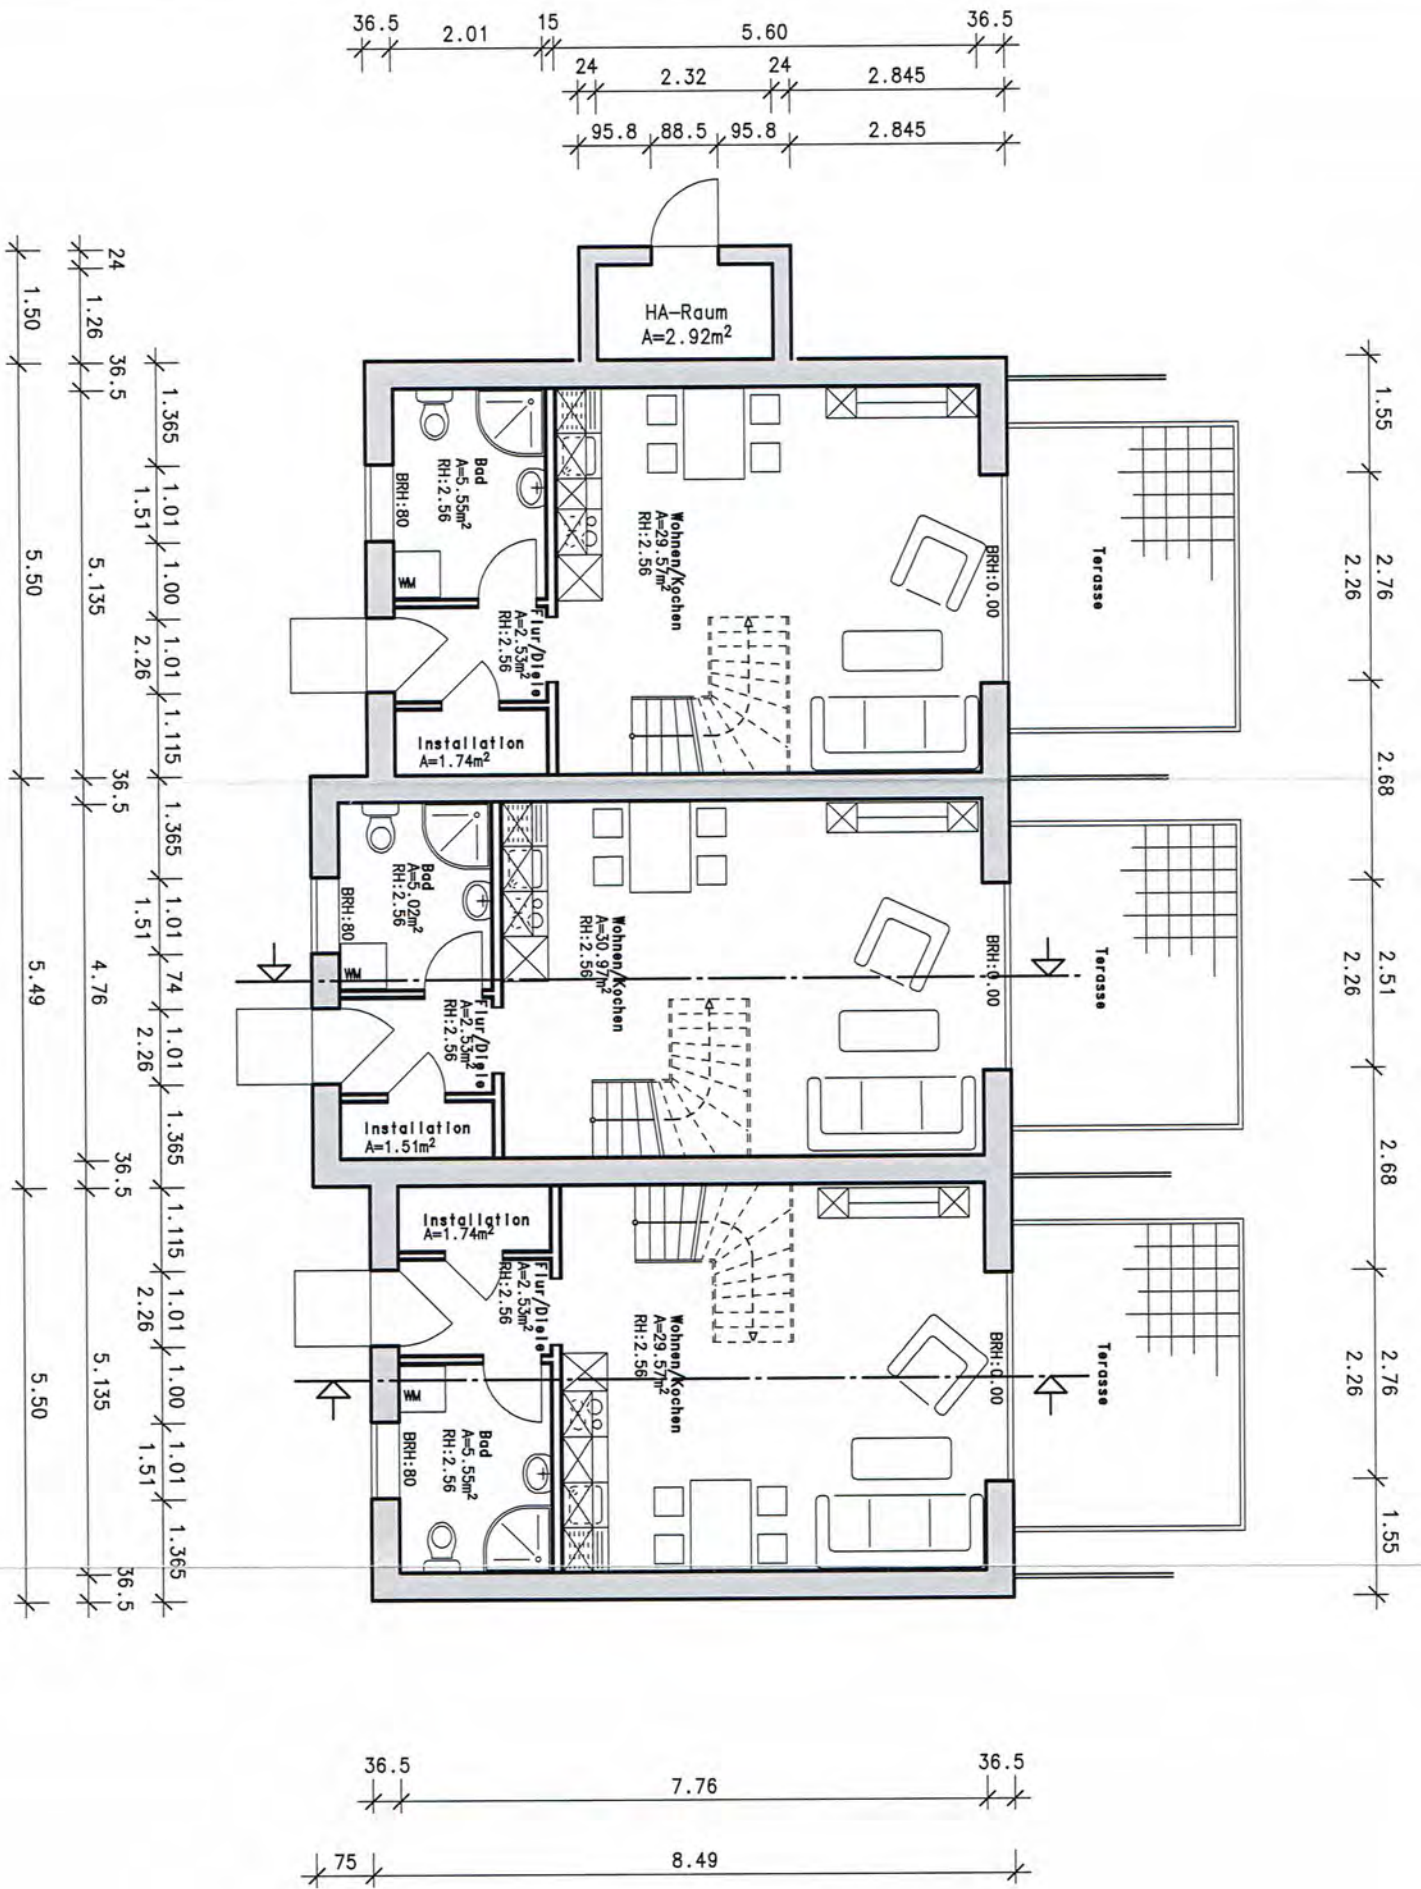 36.5 2.01 15 5.60 36.5
24 2.32 24 2.845
95.8 88.5 95.8 2.845
HA-Raum
A=2.92m²
24 1.26 36.5 5.135 36.5 4.76 36.5 5.135 36.5
1.50 5.50 5.49 5.50
1.365 1.01 1.00 1.01 1.115 1.365 1.01 74 1.01 1.365 1.115 1.01 1.00 1.01 1.365
1.51 2.26 1.51 2.26 2.26 1.51
1.55 2.76 2.68 2.51 2.68 2.76 1.55
2.26 2.26 2.26
Bad
A=5.55m²
RH:2.56
BRH:80
WM
Wohnen/Kochen
A=29.57m²
RH:2.56
BRH:0.00
Terasse
Flur/Diele
A=2.53m²
RH:2.56
Installation
A=1.74m²
Bad
A=5.02m²
RH:2.56
BRH:80
WM
Wohnen/Kochen
A=30.97m²
RH:2.56
BRH:0.00
Terasse
Flur/Diele
A=2.53m²
RH:2.56
Installation
A=1.51m²
Installation
A=1.74m²
Flur/Diele
A=2.53m²
RH:2.56
Wohnen/Kochen
A=29.57m²
RH:2.56
BRH:0.00
Terasse
WM
BRH:80
Bad
A=5.55m²
RH:2.56
36.5 7.76 36.5
75 8.49